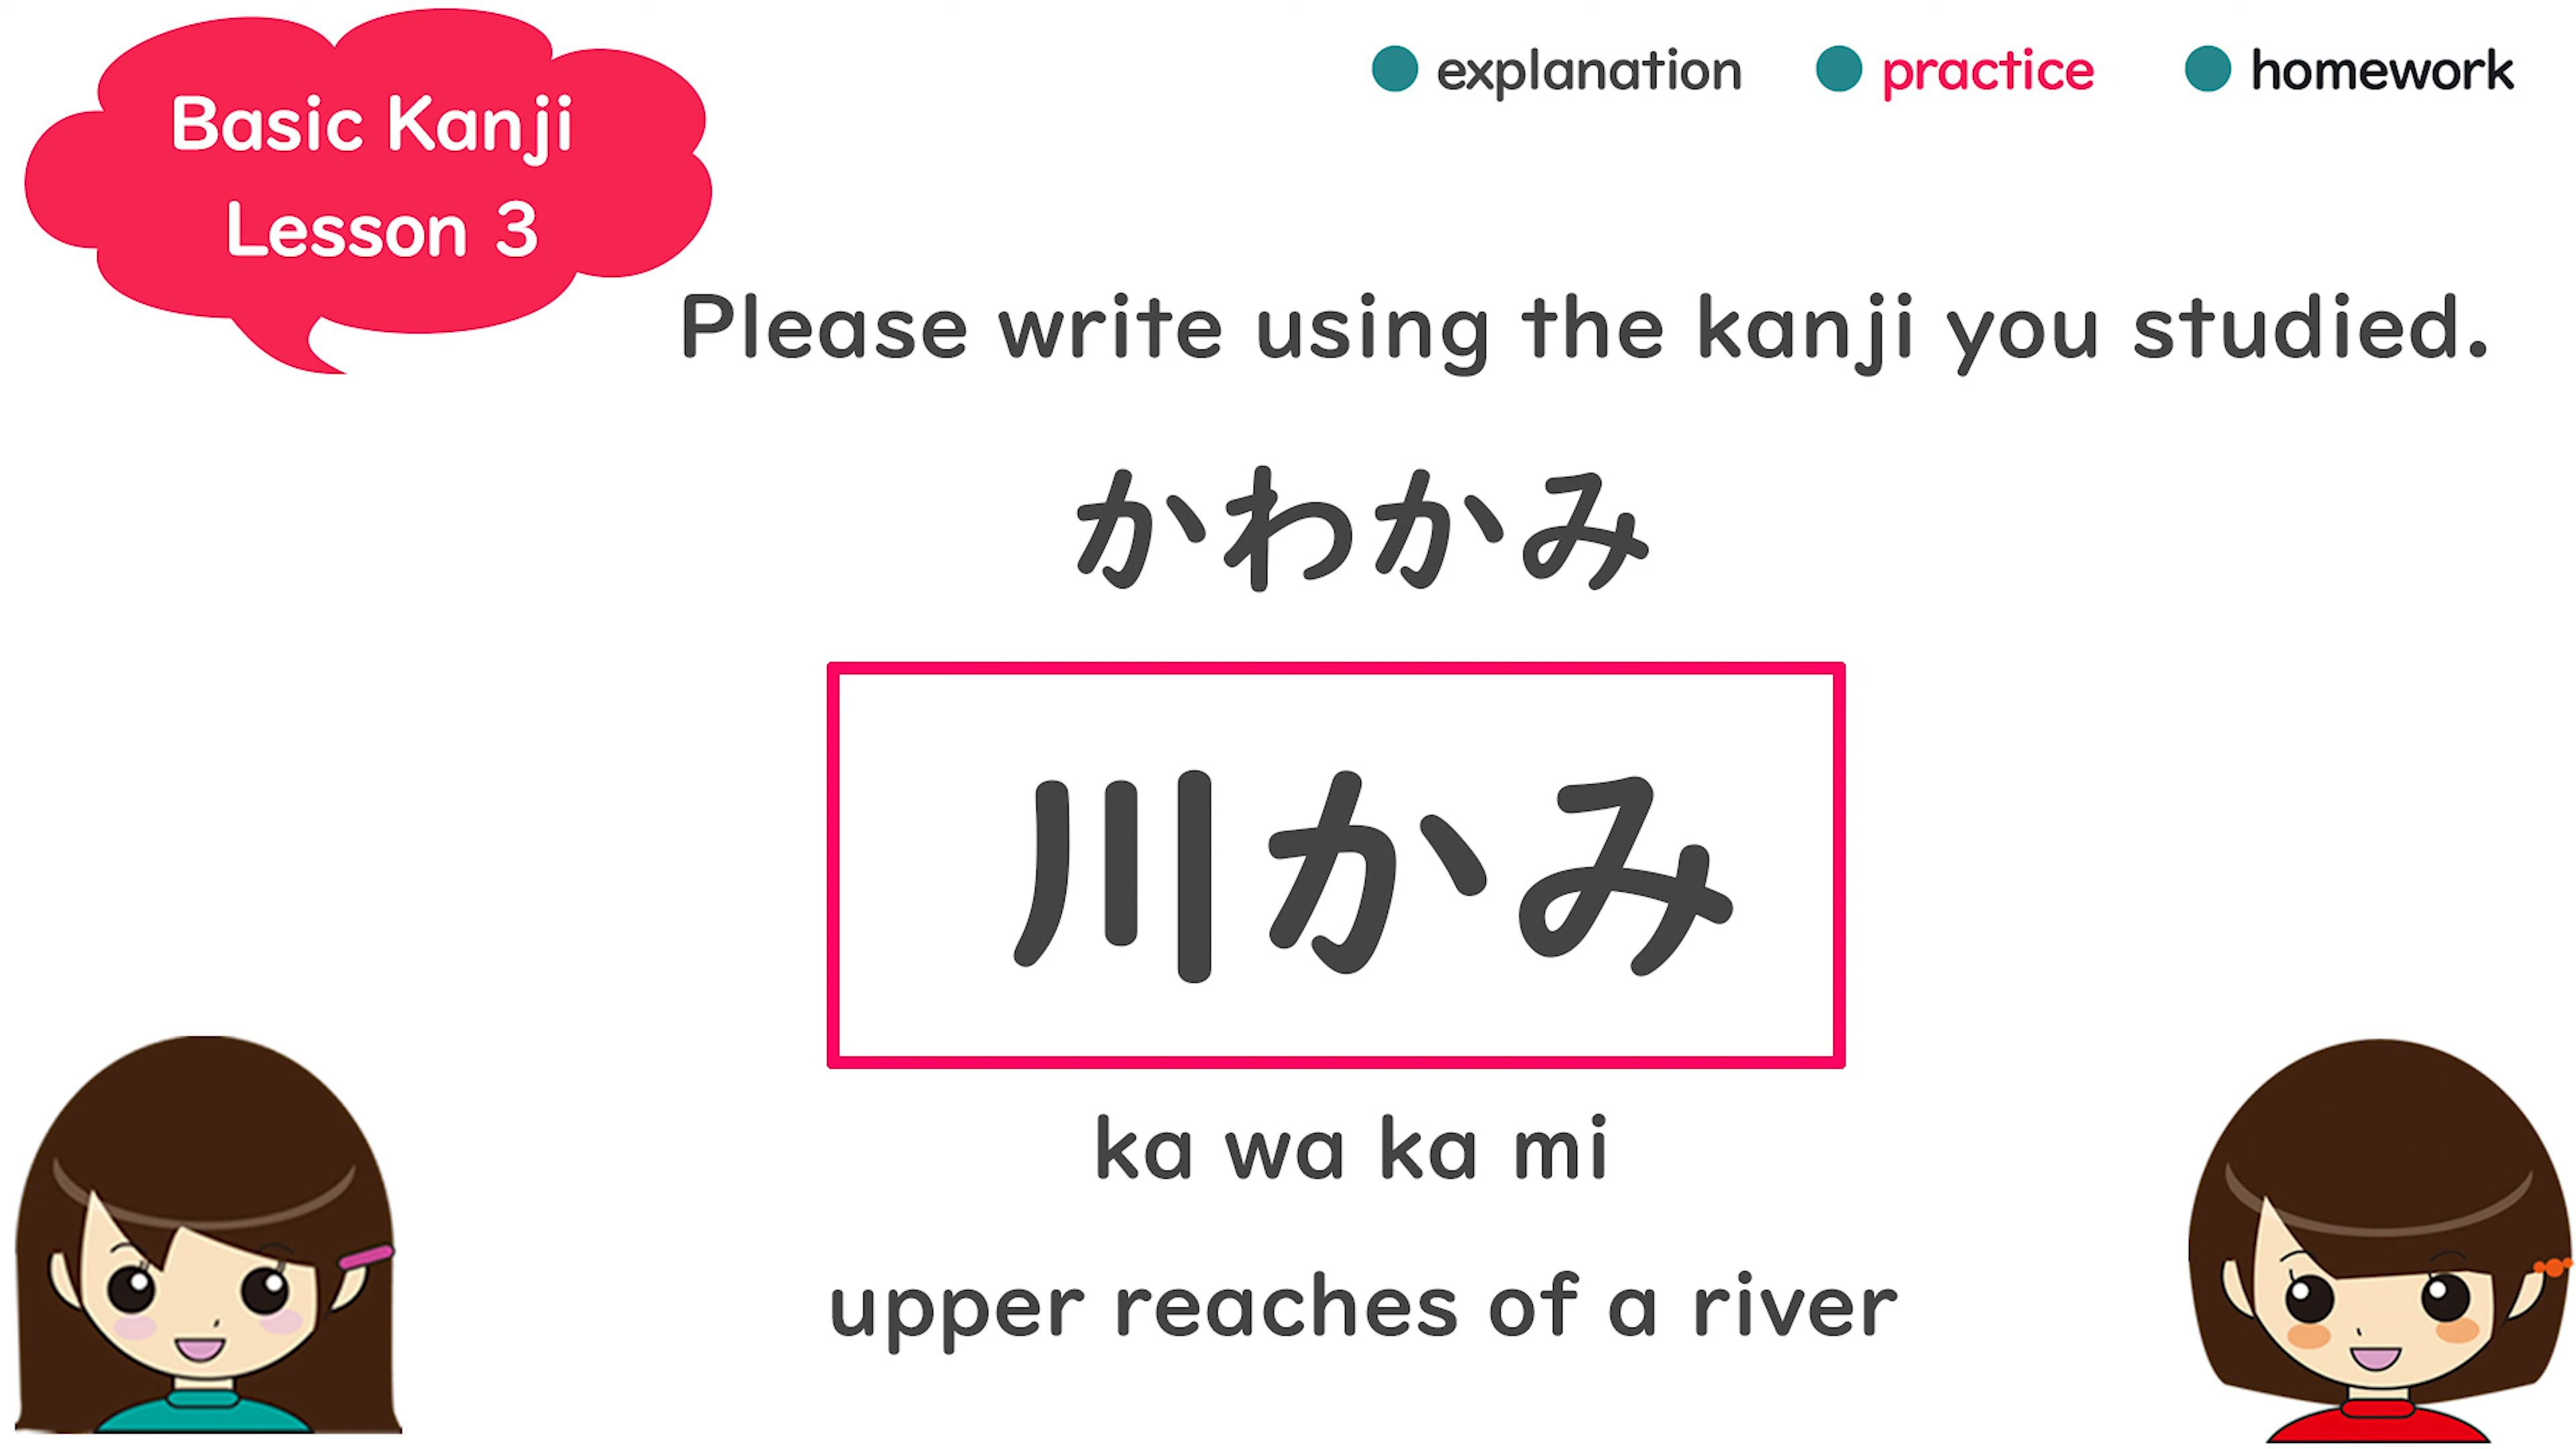 Basic Kanji
Lesson 3
explanation practice homework
Please write using the kanji you studied.
かわかみ
川かみ
ka wa ka mi
upper reaches of a river